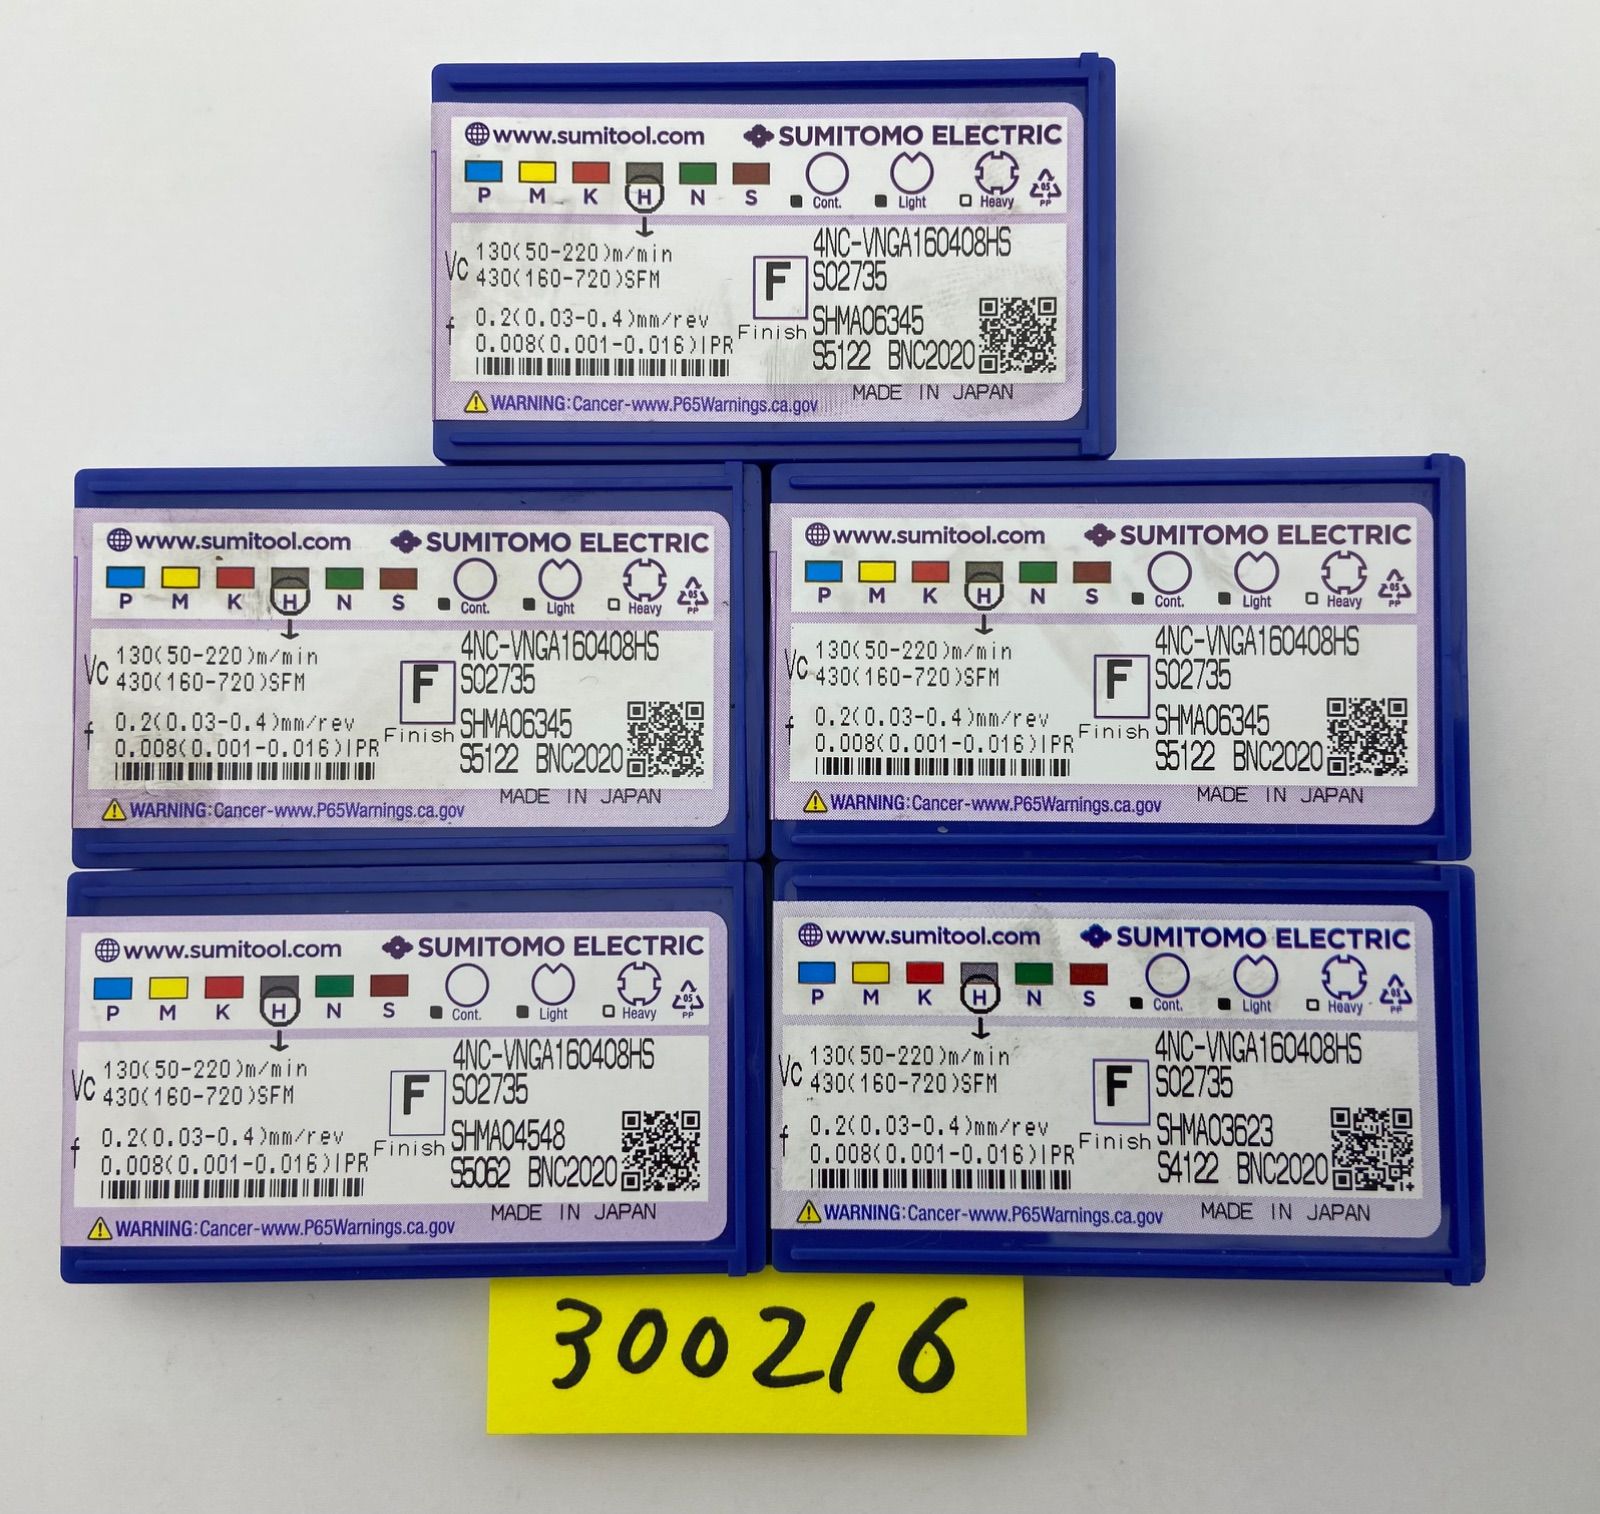 www.sumitool.com SUMITOMO ELECTRIC
P M K H N S Cont. Light Heavy 05 PP
Vc 130(50-220)m/min
430(160-720)SFM
f 0.2(0.03-0.4)mm/rev
0.008(0.001-0.016)IPR
F
Finish
4NC-VNGA160408HS
S02735
SHMA06345
S5122 BNC2020
MADE IN JAPAN
WARNING:Cancer-www.P65Warnings.ca.gov
www.sumitool.com SUMITOMO ELECTRIC
P M K H N S Cont. Light Heavy 05 PP
Vc 130(50-220)m/min
430(160-720)SFM
f 0.2(0.03-0.4)mm/rev
0.008(0.001-0.016)IPR
F
Finish
4NC-VNGA160408HS
S02735
SHMA06345
S5122 BNC2020
MADE IN JAPAN
WARNING:Cancer-www.P65Warnings.ca.gov
www.sumitool.com SUMITOMO ELECTRIC
P M K H N S Cont. Light Heavy 05 PP
Vc 130(50-220)m/min
430(160-720)SFM
f 0.2(0.03-0.4)mm/rev
0.008(0.001-0.016)IPR
F
Finish
4NC-VNGA160408HS
S02735
SHMA06345
S5122 BNC2020
MADE IN JAPAN
WARNING:Cancer-www.P65Warnings.ca.gov
www.sumitool.com SUMITOMO ELECTRIC
P M K H N S Cont. Light Heavy 05 PP
Vc 130(50-220)m/min
430(160-720)SFM
f 0.2(0.03-0.4)mm/rev
0.008(0.001-0.016)IPR
F
Finish
4NC-VNGA160408HS
S02735
SHMA04548
S5062 BNC2020
MADE IN JAPAN
WARNING:Cancer-www.P65Warnings.ca.gov
www.sumitool.com SUMITOMO ELECTRIC
P M K H N S Cont. Light Heavy 05 PP
Vc 130(50-220)m/min
430(160-720)SFM
f 0.2(0.03-0.4)mm/rev
0.008(0.001-0.016)IPR
F
Finish
4NC-VNGA160408HS
S02735
SHMA03623
S4122 BNC2020
MADE IN JAPAN
WARNING:Cancer-www.P65Warnings.ca.gov
300216